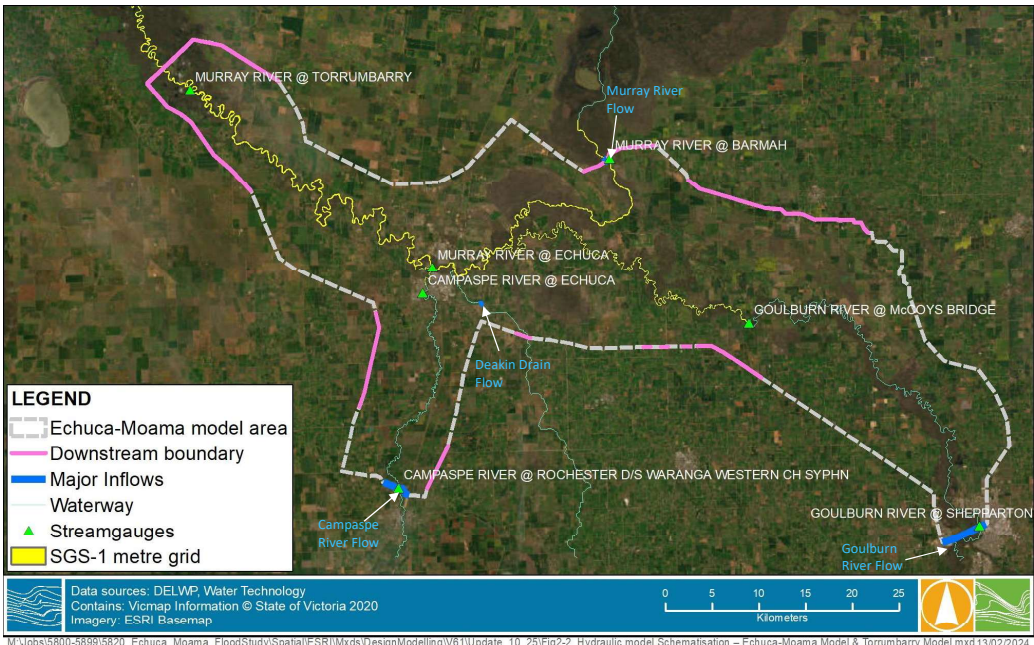 MURRAY RIVER @ TORRUMBARRY
Murray River
Flow
MURRAY RIVER @ BARMAH
MURRAY RIVER @ ECHUCA
CAMPASPE RIVER @ ECHUCA
GOULBURN RIVER @ McCOYS BRIDGE
Deakin Drain
Flow
LEGEND
Echuca-Moama model area
Downstream boundary
Major Inflows
Waterway
Streamgauges
SGS-1 metre grid
CAMPASPE RIVER @ ROCHESTER D/S WARANGA WESTERN CH SYPHN
Campaspe
River Flow
GOULBURN RIVER @ SHEPPARTON
Goulburn
River Flow
Data sources: DELWP, Water Technology
Contains: Vicmap Information © State of Victoria 2020
Imagery: ESRI Basemap
0 5 10 15 20 25
Kilometers
M:\Jobs\5800-5899\5820_Echuca_Moama_FloodStudy\Spatial\ESRI\Mxds\DesignModelling\V61\Update_10_25\Fig2-2_Hydraulic model Schematisation – Echuca-Moama Model & Torrumbarry Model.mxd 13/02/2024